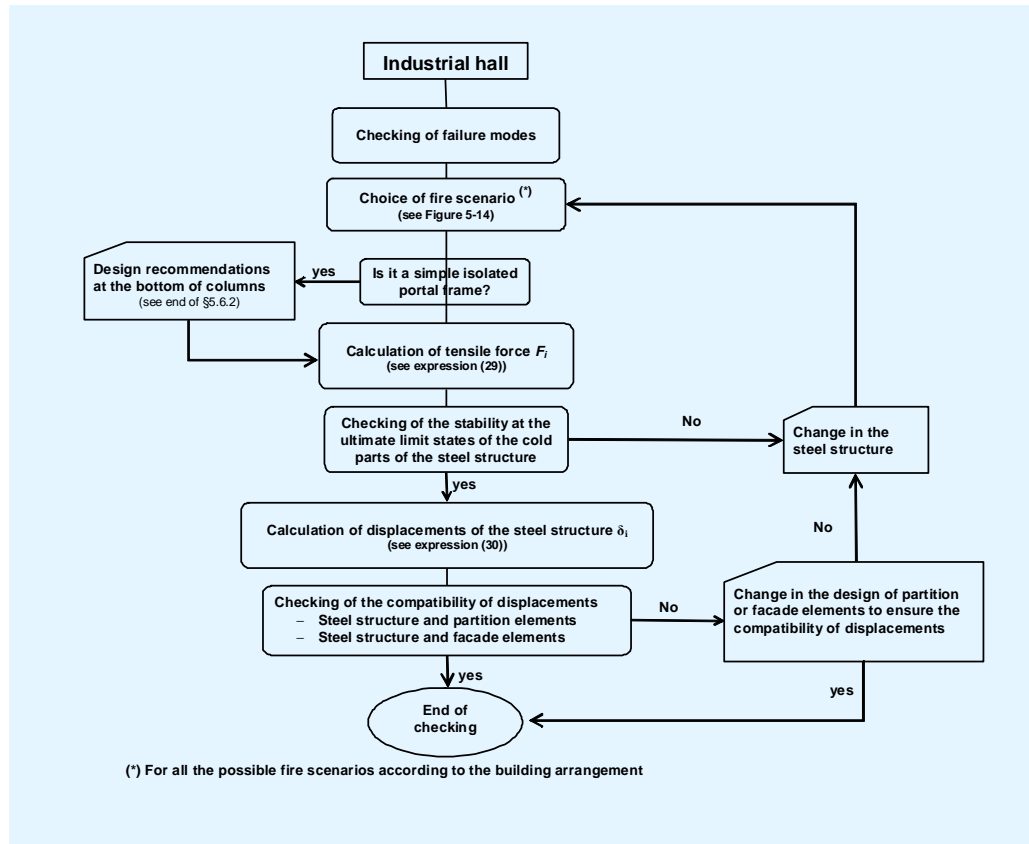 Industrial hall
Checking of failure modes
Choice of fire scenario (*)
(see Figure 5-14)
Design recommendations
at the bottom of columns
(see end of §5.6.2)
yes
Is it a simple isolated
portal frame?
Calculation of tensile force Fi
(see expression (29))
Checking of the stability at the
ultimate limit states of the cold
parts of the steel structure
No
Change in the
steel structure
yes
Calculation of displacements of the steel structure δi
(see expression (30))
No
Checking of the compatibility of displacements
– Steel structure and partition elements
– Steel structure and facade elements
No
Change in the design of partition
or facade elements to ensure the
compatibility of displacements
yes
yes
End of
checking
(*) For all the possible fire scenarios according to the building arrangement